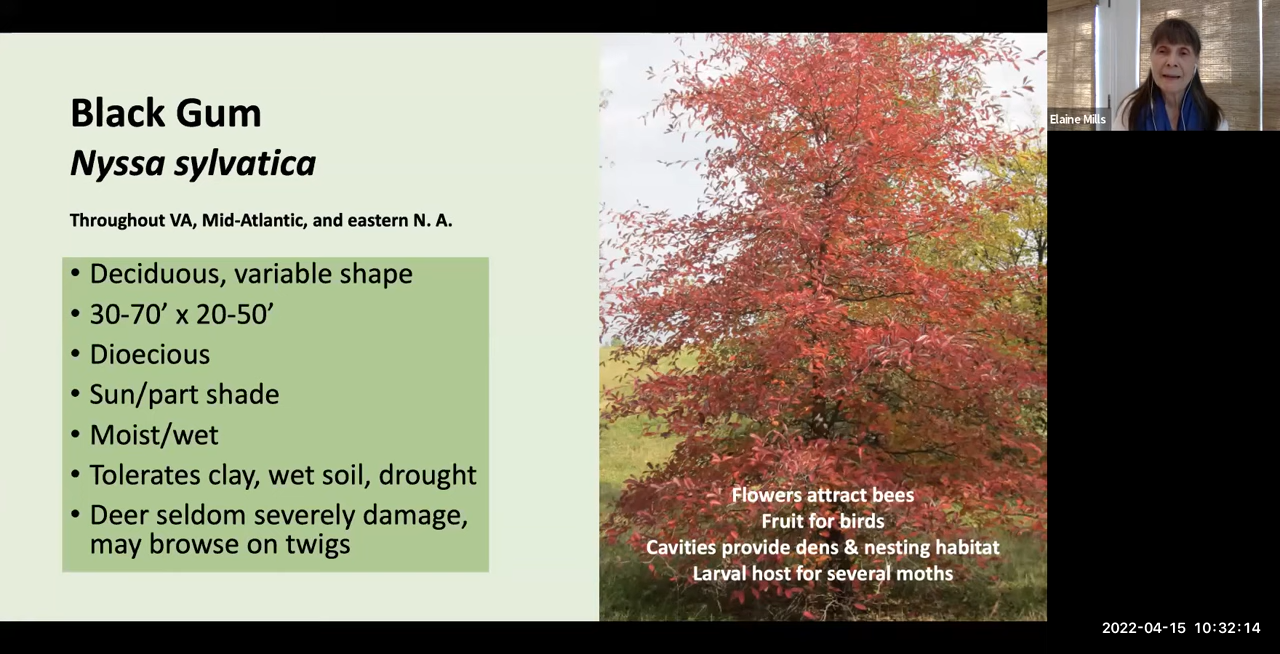 Black Gum
Nyssa sylvatica
Throughout VA, Mid-Atlantic, and eastern N. A.
• Deciduous, variable shape
• 30-70’ x 20-50’
• Dioecious
• Sun/part shade
• Moist/wet
• Tolerates clay, wet soil, drought
• Deer seldom severely damage,
may browse on twigs
Flowers attract bees
Fruit for birds
Cavities provide dens & nesting habitat
Larval host for several moths
Elaine Mills
2022-04-15 10:32:14